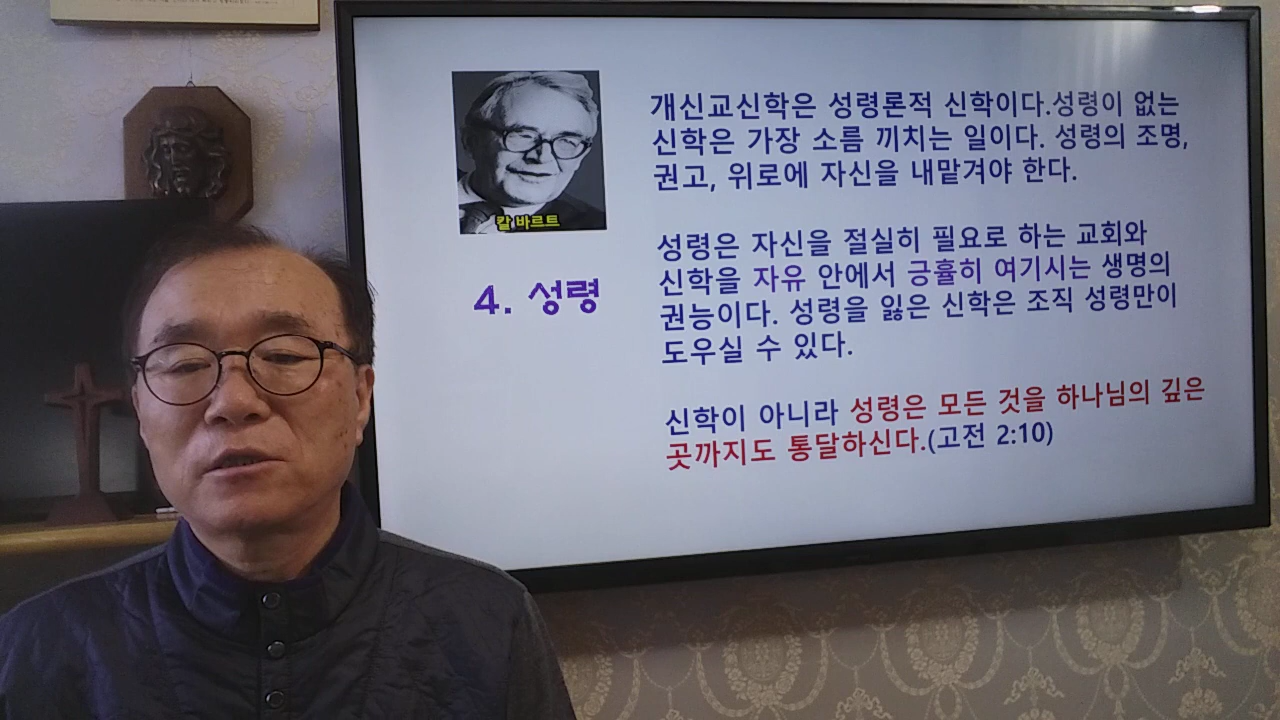 칼 바르트
4. 성령
개신교신학은 성령론적 신학이다.성령이 없는
신학은 가장 소름 끼치는 일이다. 성령의 조명,
권고, 위로에 자신을 내맡겨야 한다.
성령은 자신을 절실히 필요로 하는 교회와
신학을 자유 안에서 긍휼히 여기시는 생명의
권능이다. 성령을 잃은 신학은 조직 성령만이
도우실 수 있다.
신학이 아니라 성령은 모든 것을 하나님의 깊은
곳까지도 통달하신다.(고전 2:10)